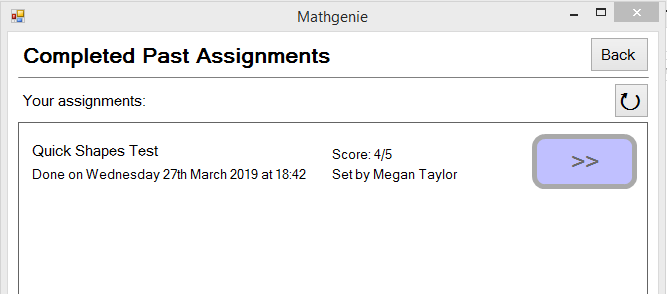 Mathgenie
Completed Past Assignments
Back
Your assignments:
Quick Shapes Test
Score: 4/5
Done on Wednesday 27th March 2019 at 18:42
Set by Megan Taylor
>>